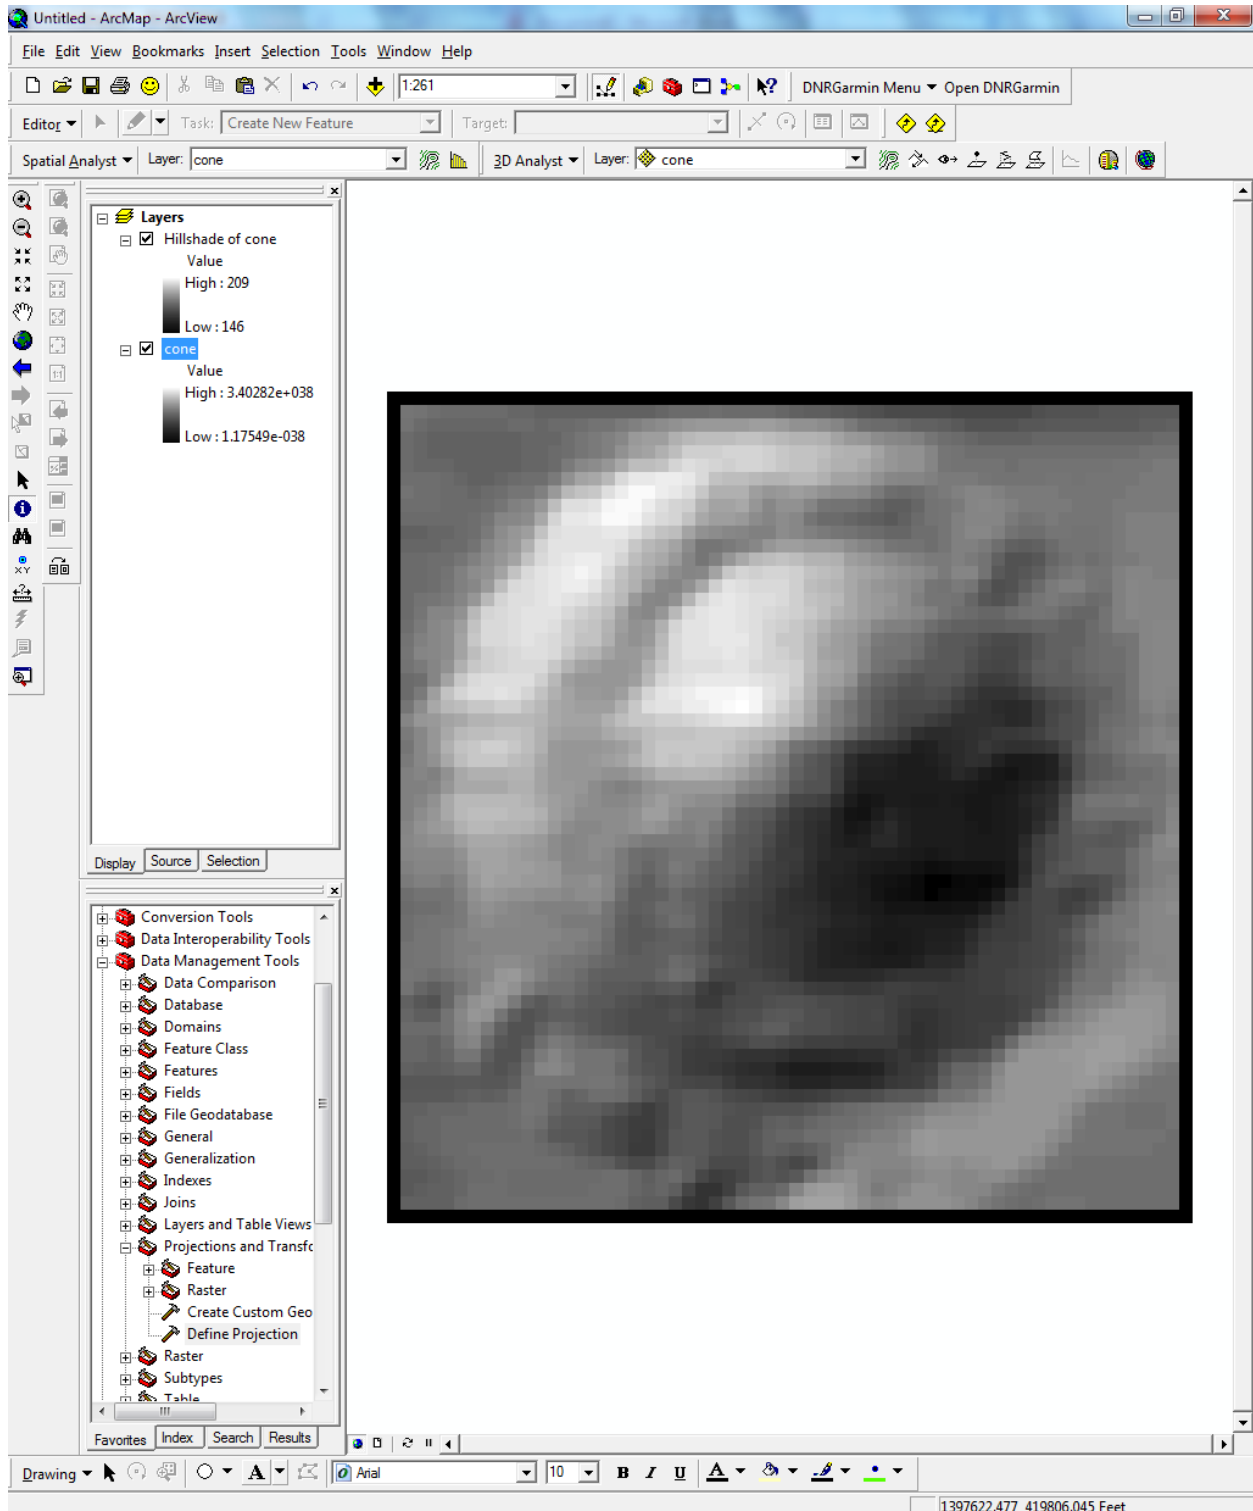 Untitled - ArcMap - ArcView
File Edit View Bookmarks Insert Selection Tools Window Help
1:261 DNRGarmin Menu Open DNRGarmin
Editor Task: Create New Feature Target:
Spatial Analyst Layer: cone 3D Analyst Layer: cone
Layers
Hillshade of cone
Value
High : 209
Low : 146
cone
Value
High : 3.40282e+038
Low : 1.17549e-038
Display Source Selection
Conversion Tools
Data Interoperability Tools
Data Management Tools
Data Comparison
Database
Domains
Feature Class
Features
Fields
File Geodatabase
General
Generalization
Indexes
Joins
Layers and Table Views
Projections and Transfc
Feature
Raster
Create Custom Geo
Define Projection
Raster
Subtypes
Table
Favorites Index Search Results
Drawing A Arial 10 B I U A
1397622.477 419806.045 Feet